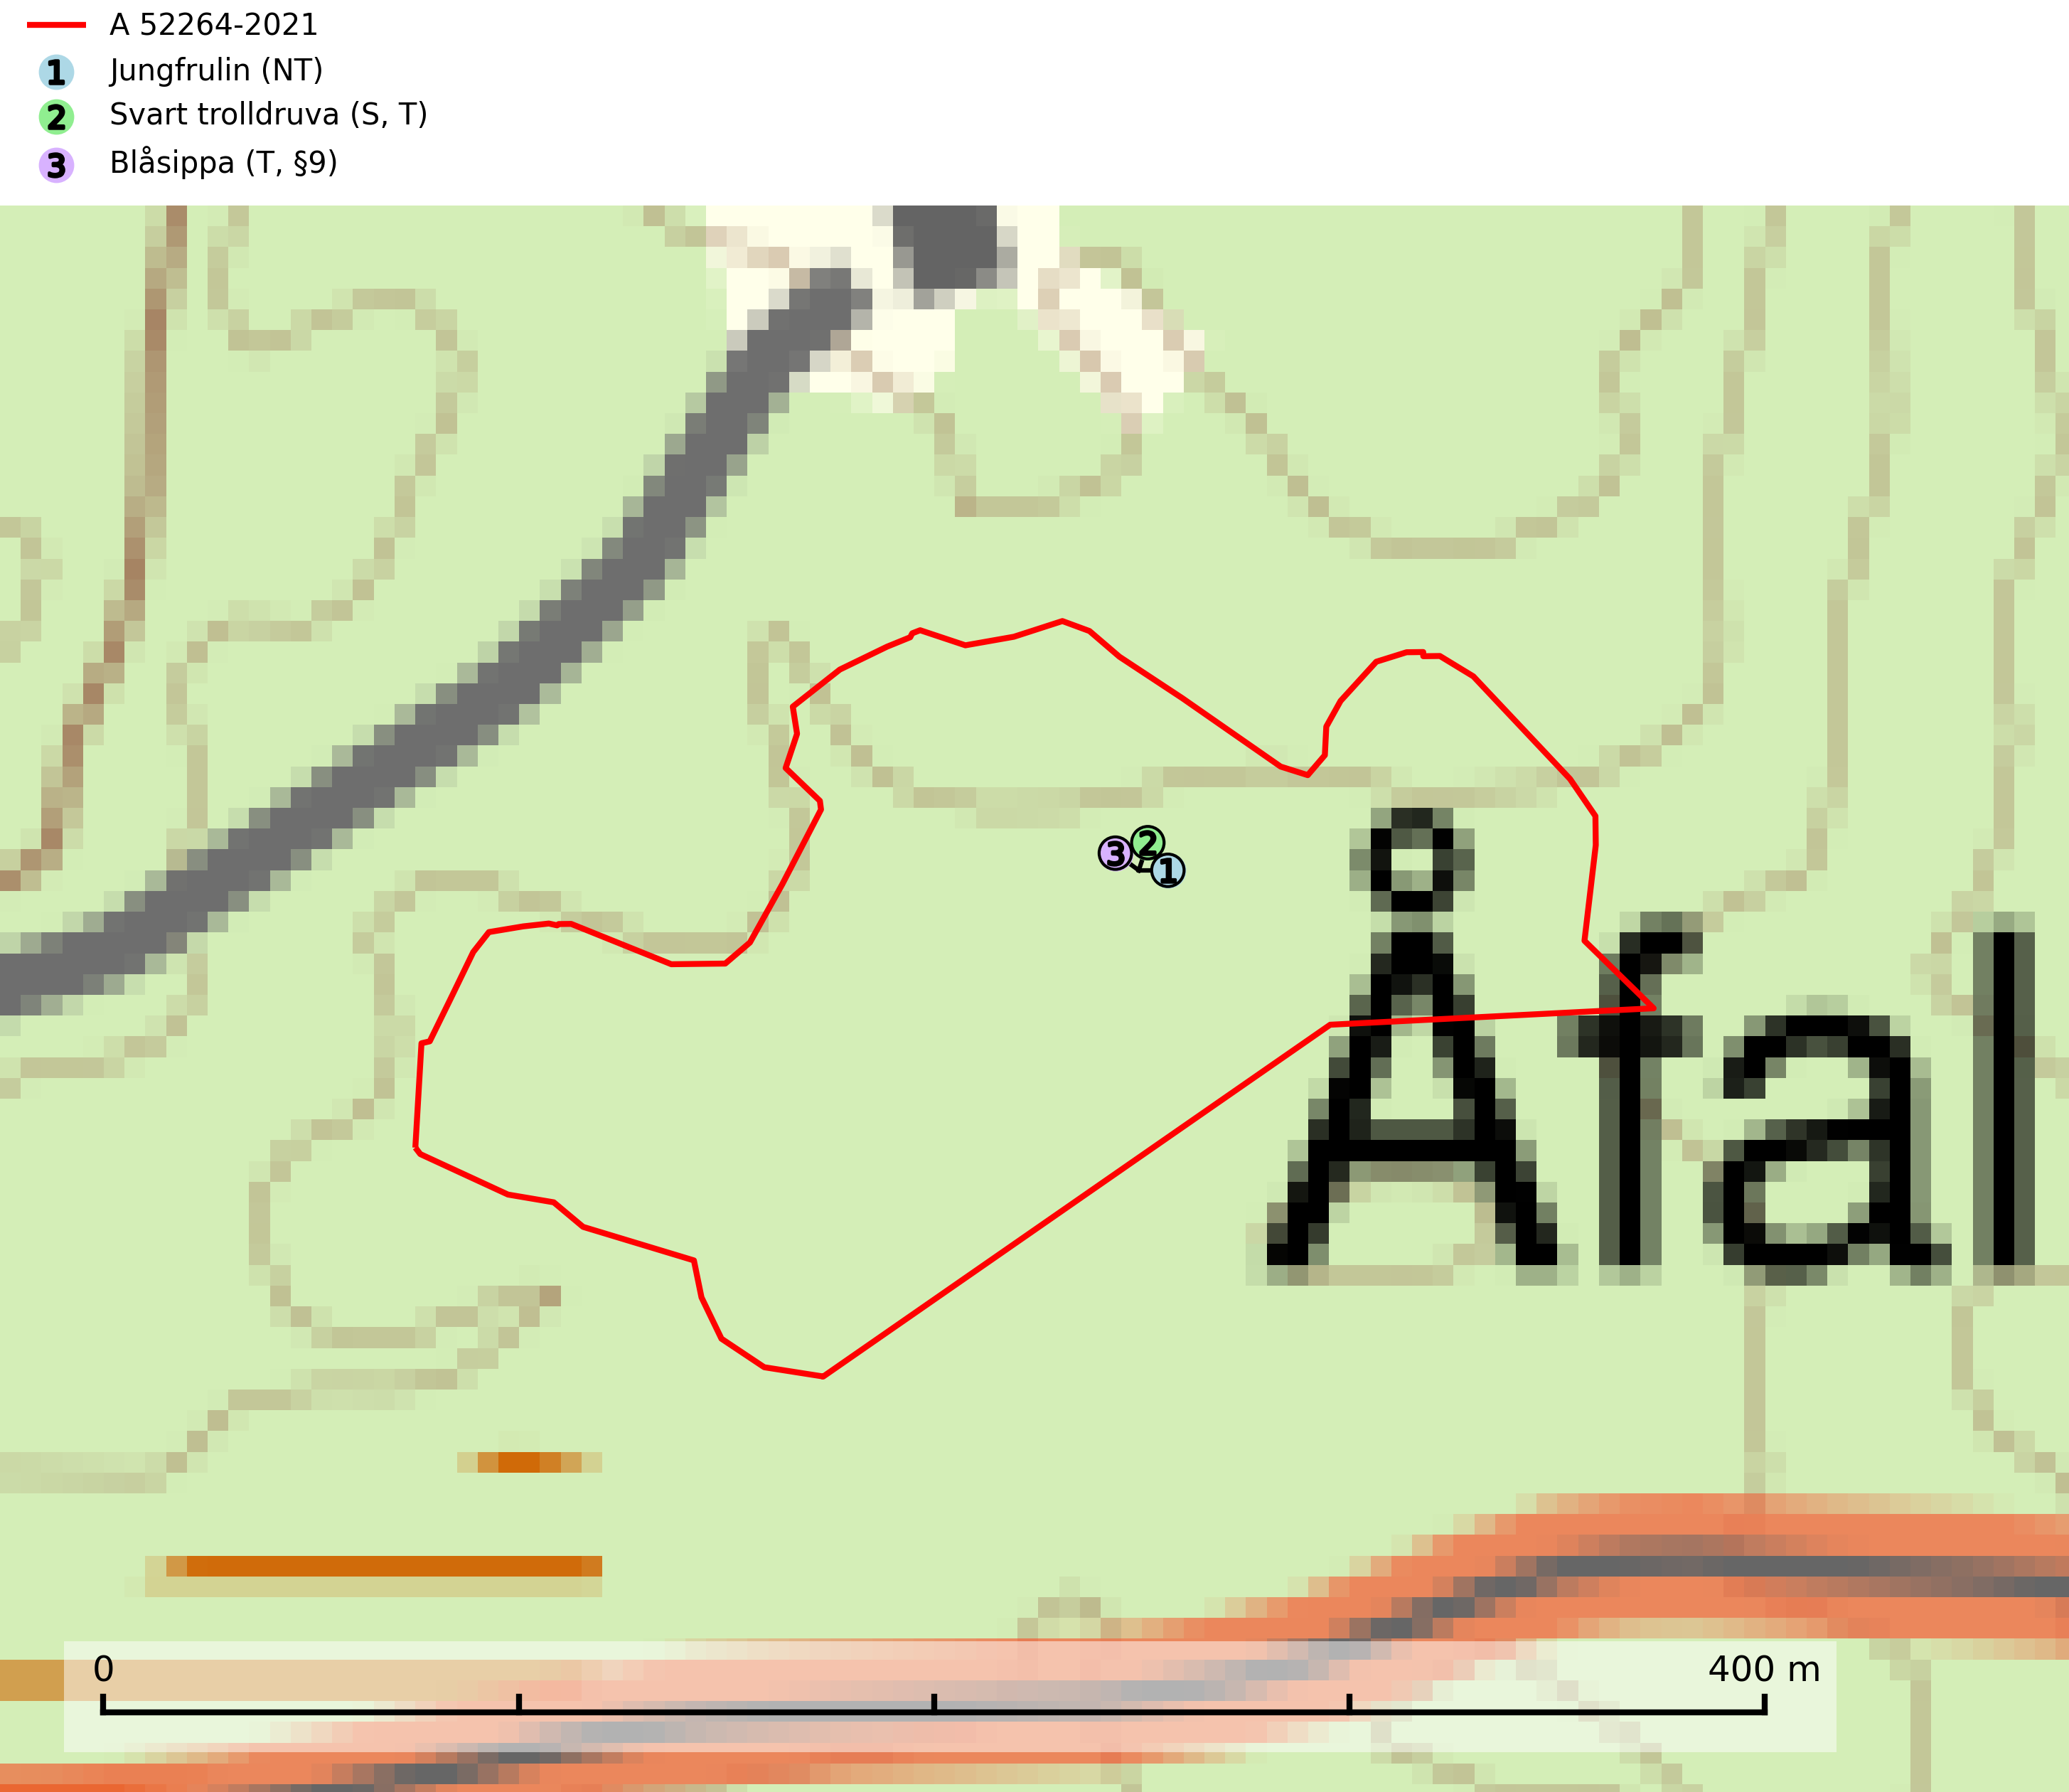 A 52264-2021
1 Jungfrulin (NT)
2 Svart trolldruva (S, T)
3 Blåsippa (T, §9)
3 2 1
Åfal
0 400 m